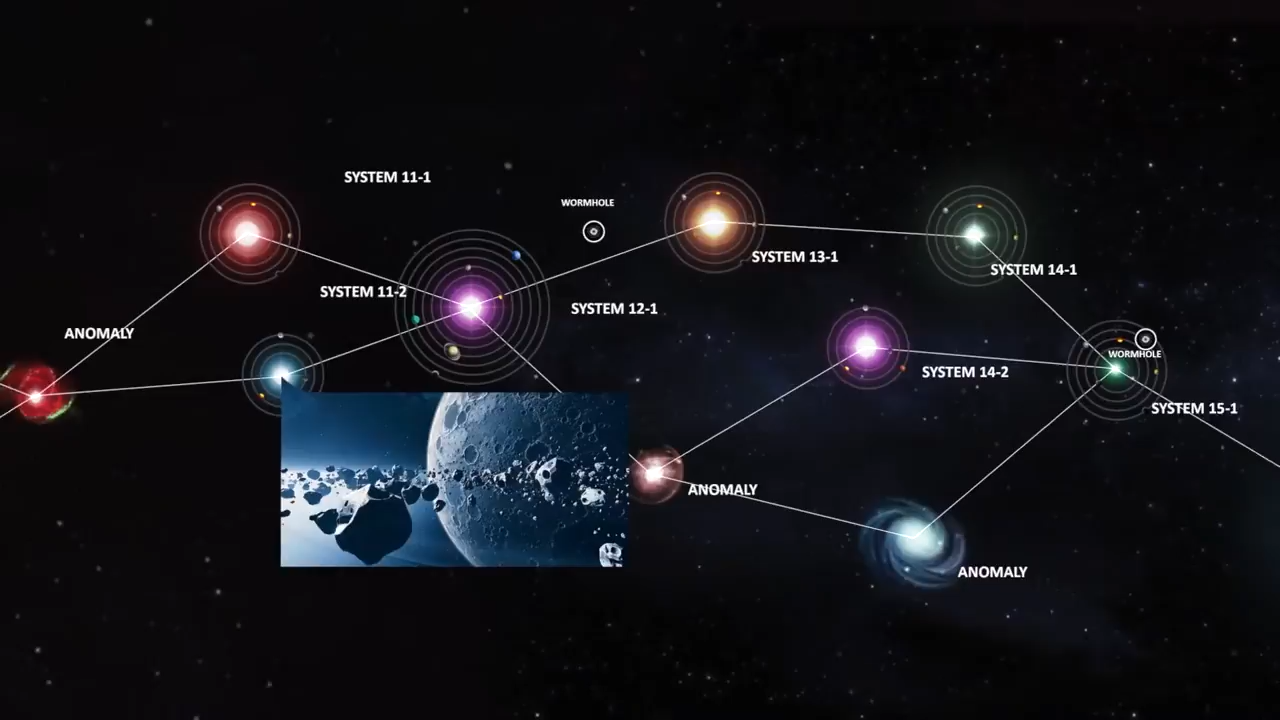 SYSTEM 11-1
WORMHOLE
SYSTEM 13-1
SYSTEM 14-1
SYSTEM 11-2
SYSTEM 12-1
ANOMALY
WORMHOLE
SYSTEM 14-2
SYSTEM 15-1
ANOMALY
ANOMALY